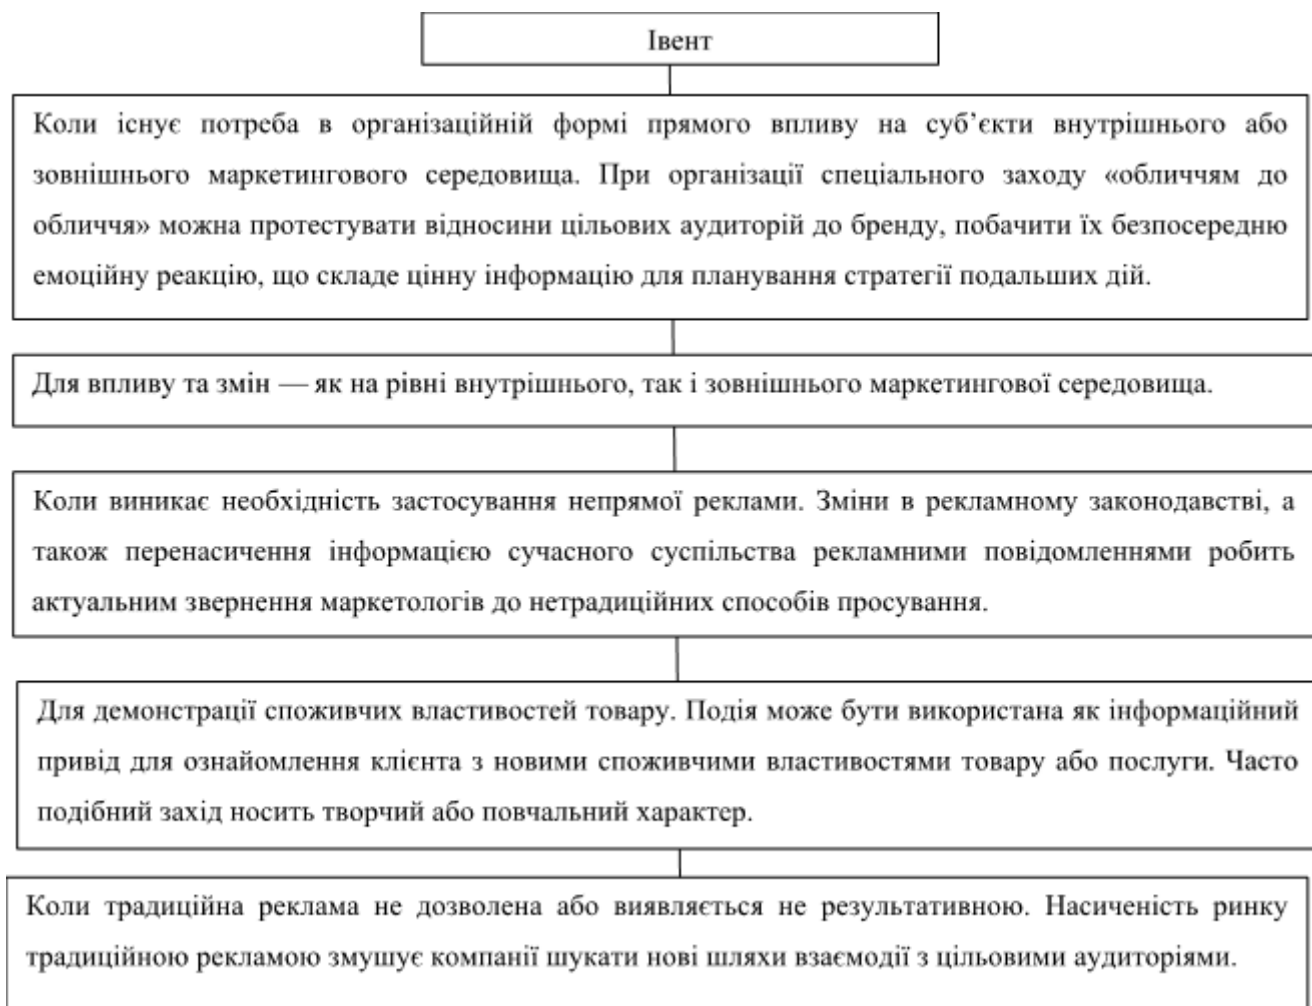 Івент
Коли існує потреба в організаційній формі прямого впливу на суб’єкти внутрішнього або
зовнішнього маркетингового середовища. При організації спеціального заходу «обличчям до
обличчя» можна протестувати відносини цільових аудиторій до бренду, побачити їх безпосередню
емоційну реакцію, що складе цінну інформацію для планування стратегії подальших дій.
Для впливу та змін — як на рівні внутрішнього, так і зовнішнього маркетингової середовища.
Коли виникає необхідність застосування непрямої реклами. Зміни в рекламному законодавстві, а
також перенасичення інформацією сучасного суспільства рекламними повідомленнями робить
актуальним звернення маркетологів до нетрадиційних способів просування.
Для демонстрації споживчих властивостей товару. Подія може бути використана як інформаційний
привід для ознайомлення клієнта з новими споживчими властивостями товару або послуги. Часто
подібний захід носить творчий або повчальний характер.
Коли традиційна реклама не дозволена або виявляється не результативною. Насиченість ринку
традиційною рекламою змушує компанії шукати нові шляхи взаємодії з цільовими аудиторіями.